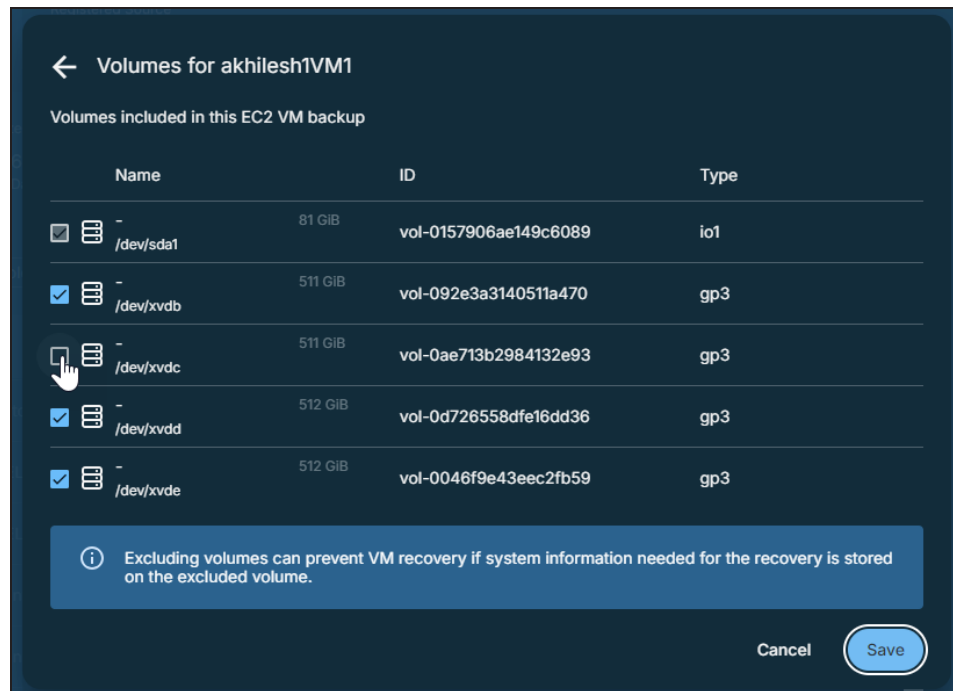 Volumes for akhilesh1VM1
Volumes included in this EC2 VM backup
Name ID Type
- 81 GiB
/dev/sda1 vol-0157906ae149c6089 io1
- 511 GiB
/dev/xvdb vol-092e3a3140511a470 gp3
- 511 GiB
/dev/xvdc vol-0ae713b2984132e93 gp3
- 512 GiB
/dev/xvdd vol-0d726558dfe16dd36 gp3
- 512 GiB
/dev/xvde vol-0046f9e43eec2fb59 gp3
Excluding volumes can prevent VM recovery if system information needed for the recovery is stored
on the excluded volume.
Cancel Save